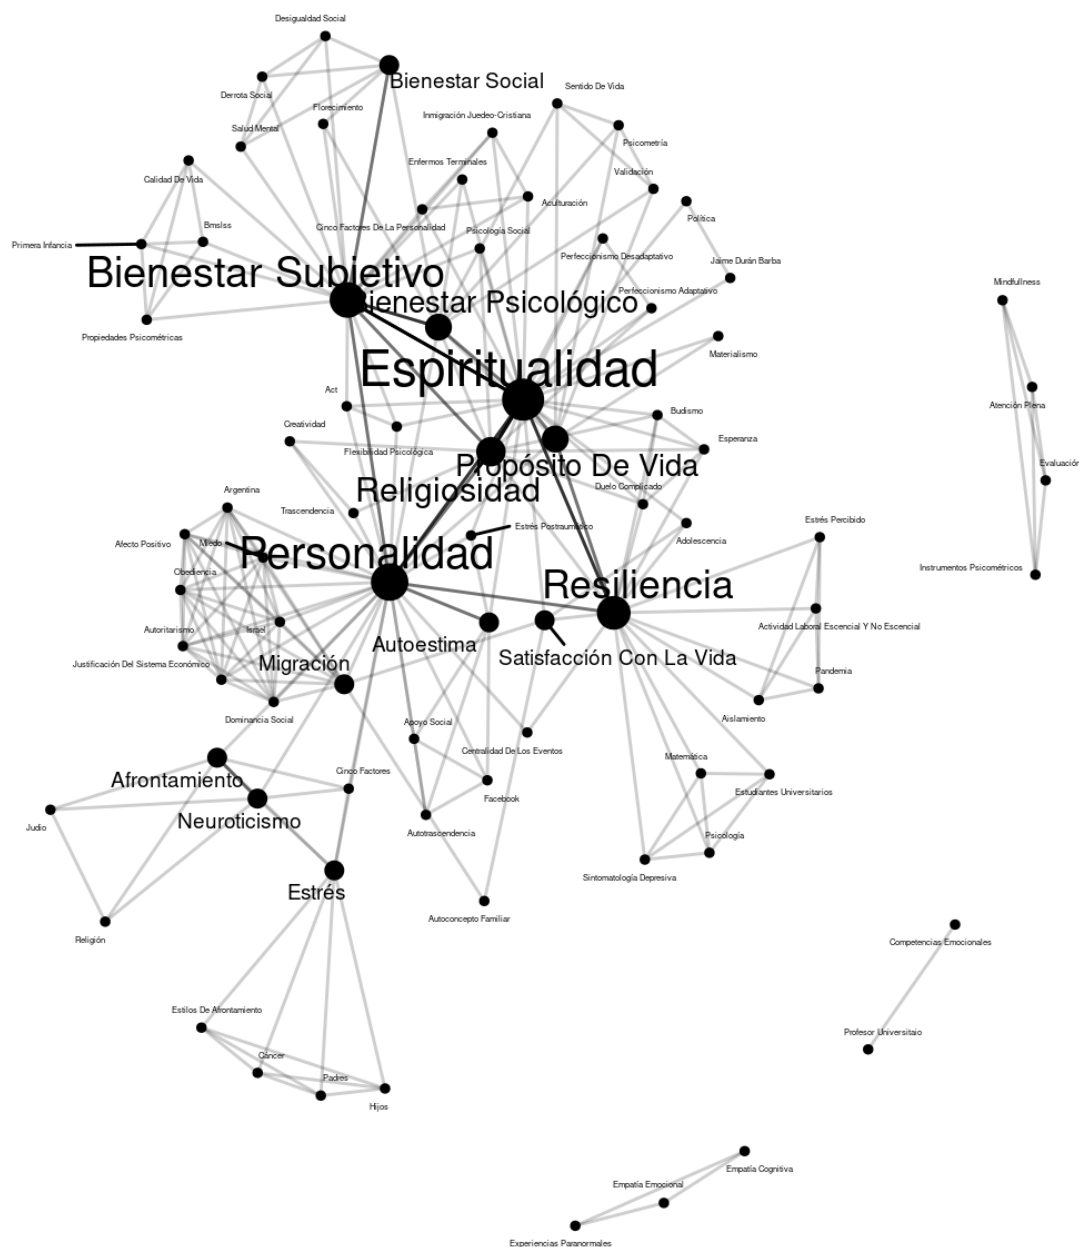 Desigualdad Social
Bienestar Social
Derrota Social
Sentido De Vida
Florecimiento
Inmigración Juedeo-Cristiana
Salud Mental
Psicometría
Enfermos Terminales
Validación
Calidad De Vida
Aculturación
Política
Bmslss
Cinco Factores De La Personalidad
Psicología Social
Primera Infancia
Perfeccionismo Desadaptativo
Jaime Durán Barba
Bienestar Subjetivo
Mindfullness
Perfeccionismo Adaptativo
Bienestar Psicológico
Propiedades Psicométricas
Materialismo
Espiritualidad
Act
Atención Plena
Budismo
Creatividad
Esperanza
Flexibilidad Psicológica
Propósito De Vida
Evaluación
Duelo Complicado
Religiosidad
Argentina
Trascendencia
Estrés Percibido
Estrés Postraumático
Afecto Positivo
Miedo
Adolescencia
Personalidad
Instrumentos Psicométricos
Obediencia
Resiliencia
Autoritarismo
Israel
Actividad Laboral Escencial Y No Escencial
Autoestima
Satisfacción Con La Vida
Justificación Del Sistema Económico
Migración
Pandemia
Dominancia Social
Apoyo Social
Aislamiento
Centralidad De Los Eventos
Matemática
Cinco Factores
Afrontamiento
Estudiantes Universitarios
Facebook
Judio
Neuroticismo
Autotrascendencia
Psicología
Sintomatología Depresiva
Estrés
Autoconcepto Familiar
Religión
Competencias Emocionales
Estilos De Afrontamiento
Profesor Universitaio
Cáncer
Padres
Hijos
Empatía Cognitiva
Empatía Emocional
Experiencias Paranormales